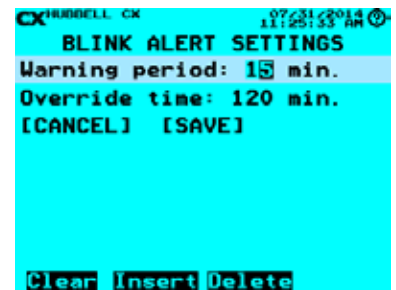 CX HUBBELL CX 07/31/2014 11:25:33 AM
BLINK ALERT SETTINGS
Warning period: 15 min.
Override time: 120 min.
[CANCEL] [SAVE]
Clear Insert Delete